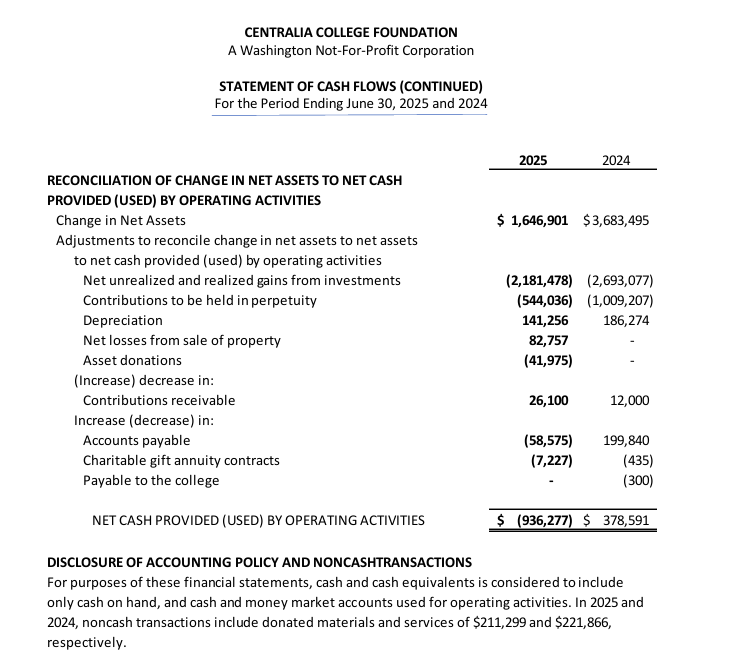 CENTRALIA COLLEGE FOUNDATION
A Washington Not-For-Profit Corporation
STATEMENT OF CASH FLOWS (CONTINUED)
For the Period Ending June 30, 2025 and 2024
2025 2024
RECONCILIATION OF CHANGE IN NET ASSETS TO NET CASH
PROVIDED (USED) BY OPERATING ACTIVITIES
Change in Net Assets $ 1,646,901 $ 3,683,495
Adjustments to reconcile change in net assets to net assets
to net cash provided (used) by operating activities
Net unrealized and realized gains from investments (2,181,478) (2,693,077)
Contributions to be held in perpetuity (544,036) (1,009,207)
Depreciation 141,256 186,274
Net losses from sale of property 82,757 -
Asset donations (41,975) -
(Increase) decrease in:
Contributions receivable 26,100 12,000
Increase (decrease) in:
Accounts payable (58,575) 199,840
Charitable gift annuity contracts (7,227) (435)
Payable to the college - (300)
NET CASH PROVIDED (USED) BY OPERATING ACTIVITIES $ (936,277) $ 378,591
DISCLOSURE OF ACCOUNTING POLICY AND NONCASHTRANSACTIONS
For purposes of these financial statements, cash and cash equivalents is considered to include
only cash on hand, and cash and money market accounts used for operating activities. In 2025 and
2024, noncash transactions include donated materials and services of $211,299 and $221,866,
respectively.